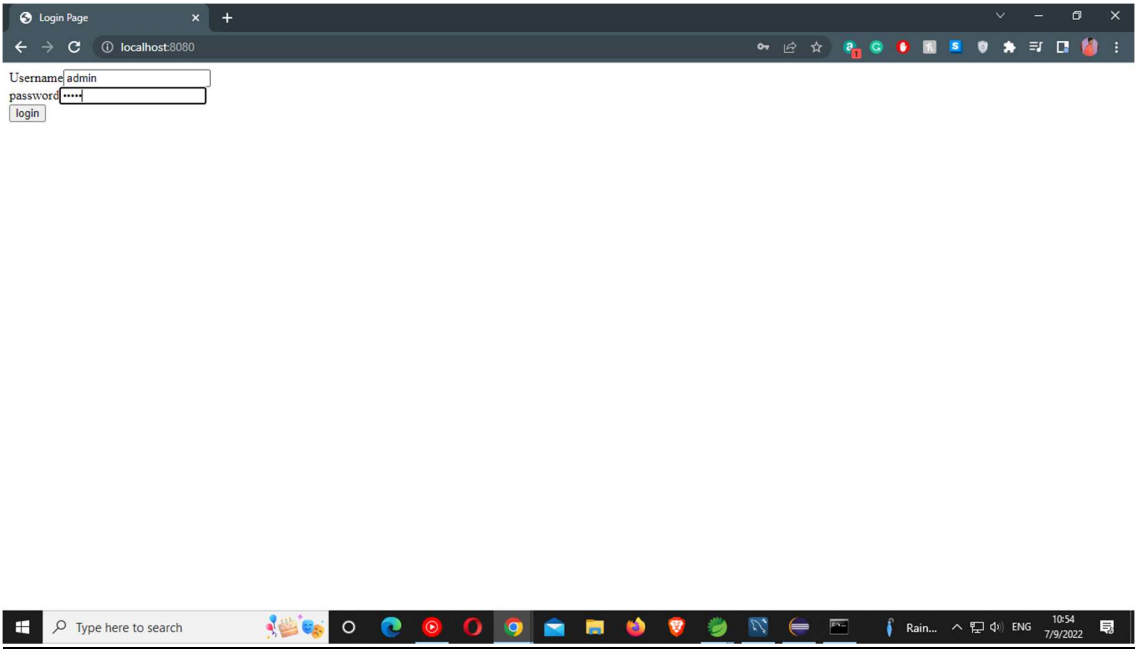 Login Page
localhost:8080
Username admin
password •••••
login
Type here to search
Rain... ENG 10:54
7/9/2022